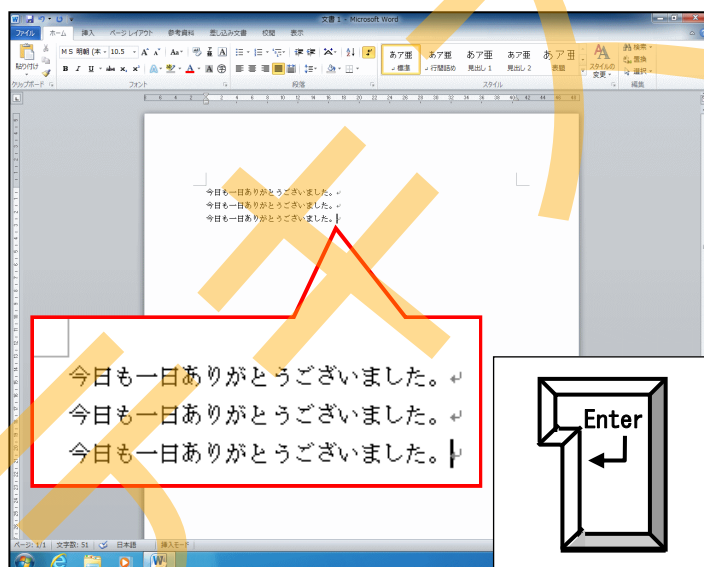 文書 1 - Microsoft Word
ファイル ホーム 挿入 ページ レイアウト 参考資料 差し込み文書 校閲 表示
貼り付け
MS 明朝 (本 10.5
あア亜 あア亜 あア亜 あア亜 あア亜
標準 行間詰め 見出し 1 見出し 2 表題
スタイルの変更
検索
置換
選択
クリップボード フォント 段落 スタイル 編集
今日も一日ありがとうございました。
今日も一日ありがとうございました。
今日も一日ありがとうございました。
今日も一日ありがとうございました。
今日も一日ありがとうございました。
今日も一日ありがとうございました。
Enter
ページ: 1/1 文字数: 51 日本語 挿入モード